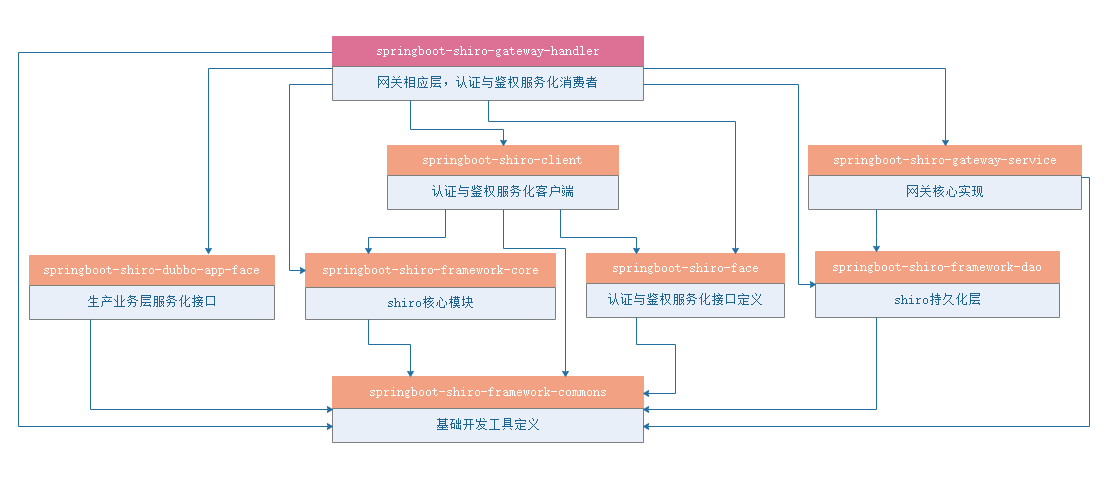 springboot-shiro-gateway-handler
网关相应层，认证与鉴权服务化消费者
springboot-shiro-client
认证与鉴权服务化客户端
springboot-shiro-gateway-service
网关核心实现
springboot-shiro-dubbo-app-face
生产业务层服务化接口
springboot-shiro-framework-core
shiro核心模块
springboot-shiro-face
认证与鉴权服务化接口定义
springboot-shiro-framework-dao
shiro持久化层
springboot-shiro-framework-commons
基础开发工具定义